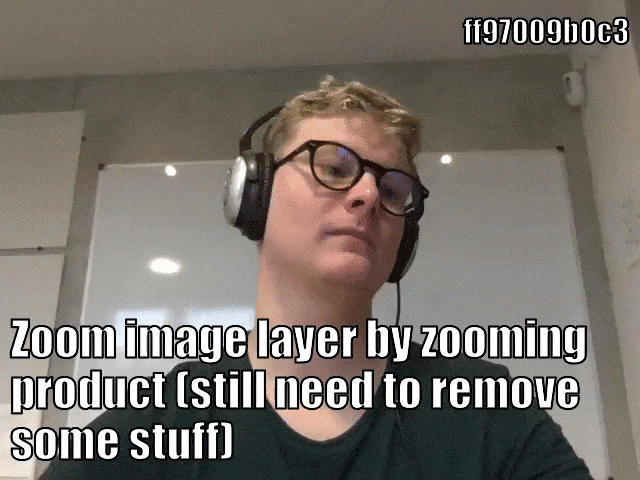 ff97009b0c3
Zoom image layer by zooming
product (still need to remove
some stuff)